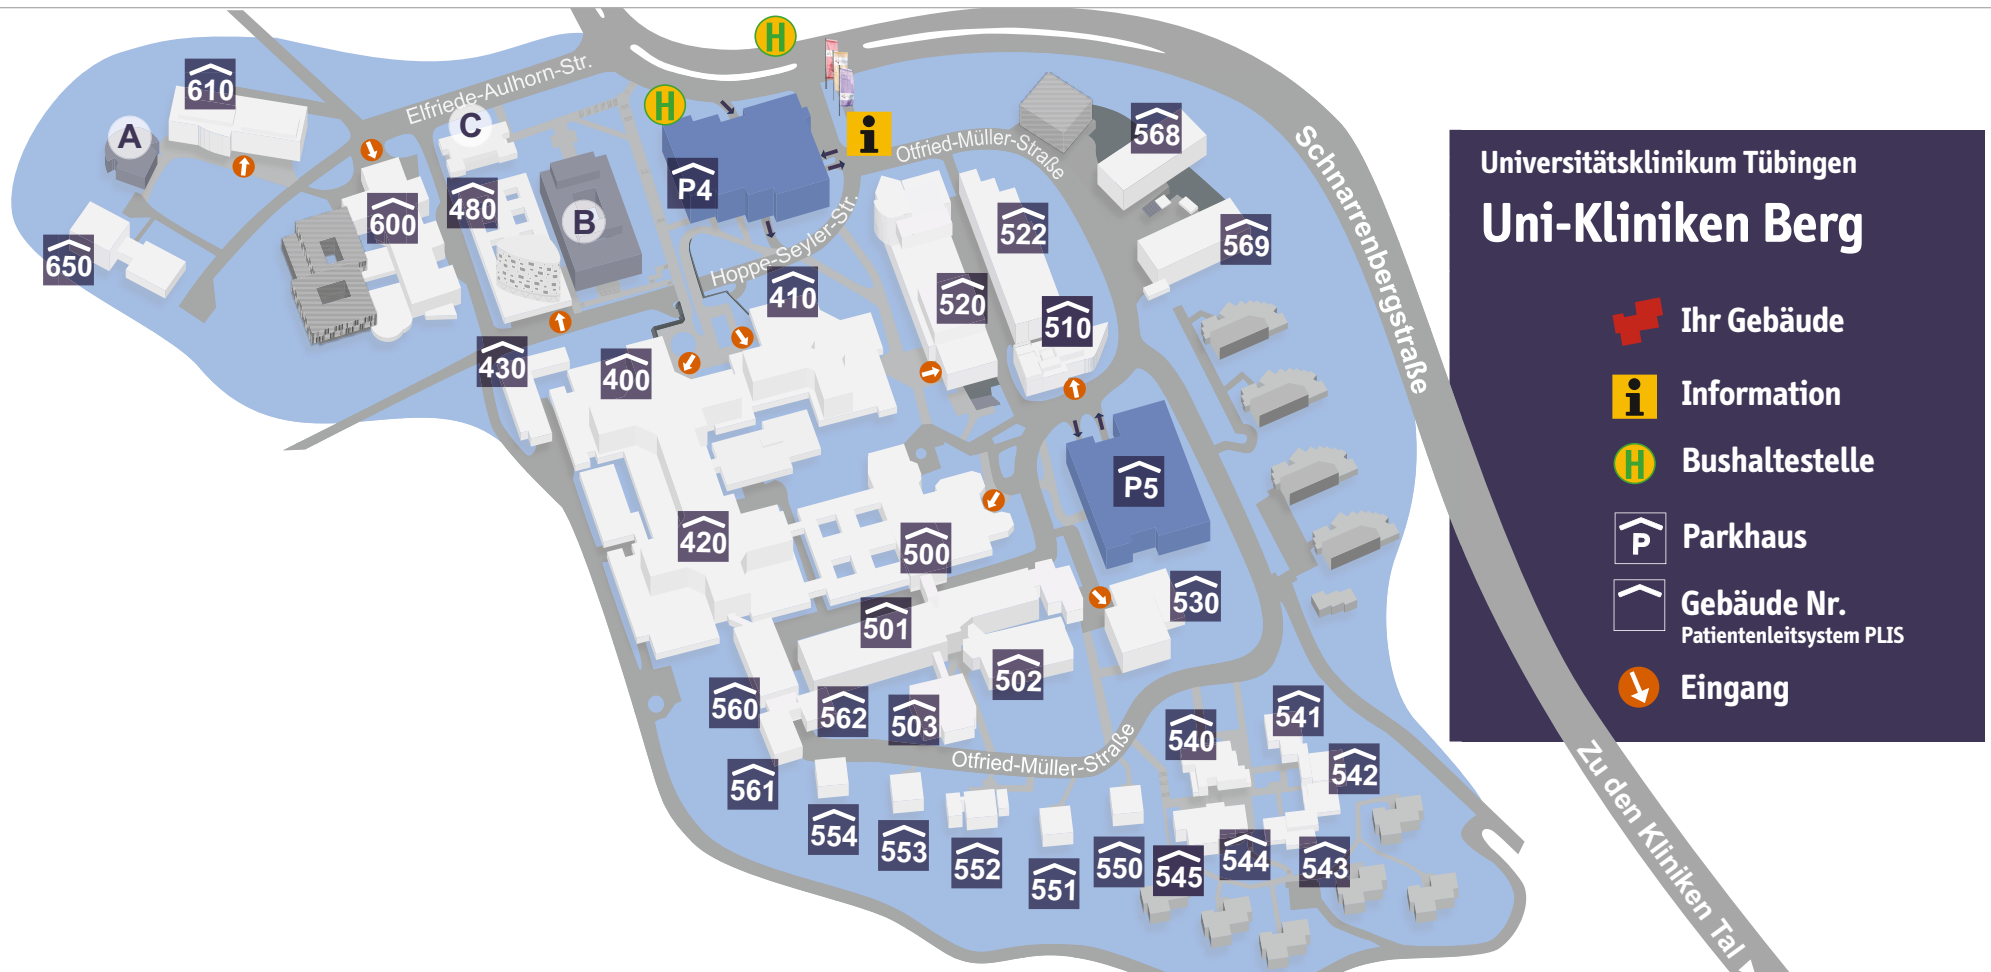 H
H
i
610
A
C
Elfriede-Aulhorn-Str.
480
B
P4
600
650
Otfried-Müller-Straße
568
522
569
Schnarrenbergstraße
Hoppe-Seyler-Str.
410
520
510
430
400
P5
420
500
501
530
502
560
562
503
561
Otfried-Müller-Straße
540
541
542
554
553
552
551
550
545
544
543
Universitätsklinikum Tübingen
Uni-Kliniken Berg
Ihr Gebäude
i Information
H Bushaltestelle
P Parkhaus
Gebäude Nr.
Patientenleitsystem PLIS
Eingang
Zu den Kliniken Tal